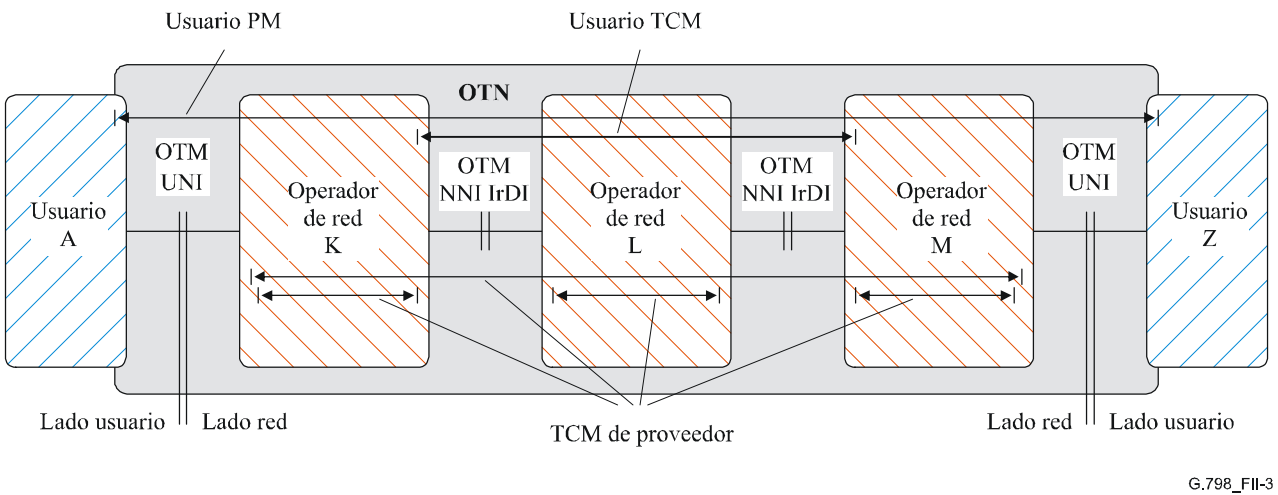 Usuario PM
Usuario TCM
OTN
OTM
UNI
OTM
NNI IrDI
OTM
NNI IrDI
OTM
UNI
Usuario
A
Operador
de red
K
Operador
de red
L
Operador
de red
M
Usuario
Z
Lado usuario
Lado red
TCM de proveedor
Lado red
Lado usuario
G.798_FII-3